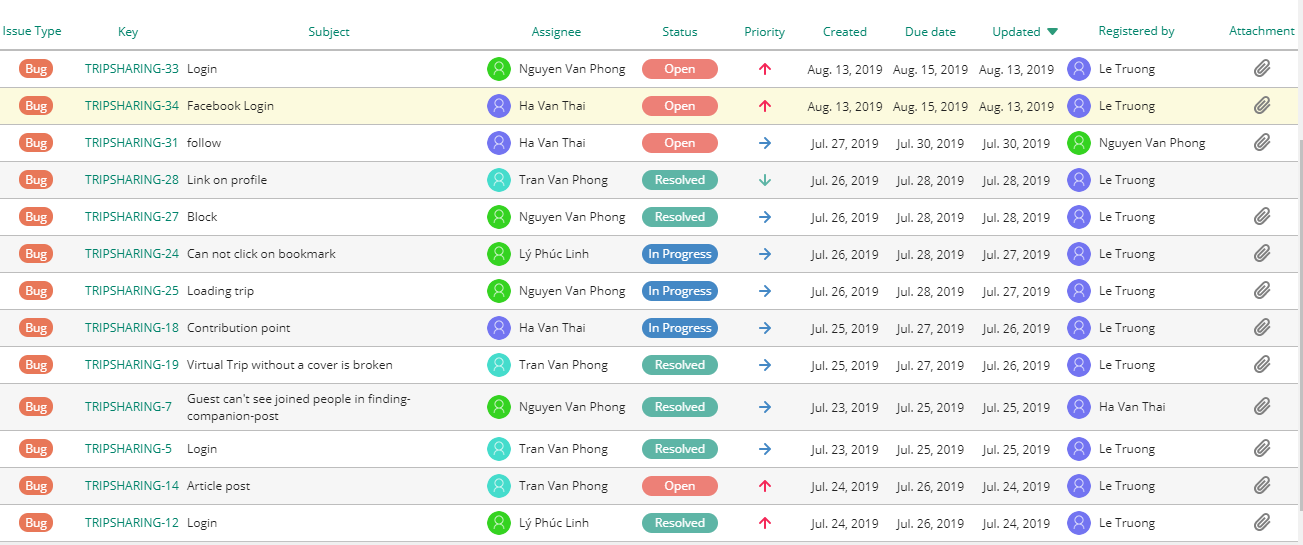 Issue Type Key Subject Assignee Status Priority Created Due date Updated Registered by Attachment
Bug TRIPSHARING-33 Login Nguyen Van Phong Open Aug. 13, 2019 Aug. 15, 2019 Aug. 13, 2019 Le Truong
Bug TRIPSHARING-34 Facebook Login Ha Van Thai Open Aug. 13, 2019 Aug. 15, 2019 Aug. 13, 2019 Le Truong
Bug TRIPSHARING-31 follow Ha Van Thai Open Jul. 27, 2019 Jul. 30, 2019 Jul. 30, 2019 Nguyen Van Phong
Bug TRIPSHARING-28 Link on profile Tran Van Phong Resolved Jul. 26, 2019 Jul. 28, 2019 Jul. 28, 2019 Le Truong
Bug TRIPSHARING-27 Block Nguyen Van Phong Resolved Jul. 26, 2019 Jul. 28, 2019 Jul. 28, 2019 Le Truong
Bug TRIPSHARING-24 Can not click on bookmark Lý Phúc Linh In Progress Jul. 26, 2019 Jul. 28, 2019 Jul. 27, 2019 Le Truong
Bug TRIPSHARING-25 Loading trip Nguyen Van Phong In Progress Jul. 26, 2019 Jul. 28, 2019 Jul. 27, 2019 Le Truong
Bug TRIPSHARING-18 Contribution point Ha Van Thai In Progress Jul. 25, 2019 Jul. 27, 2019 Jul. 26, 2019 Le Truong
Bug TRIPSHARING-19 Virtual Trip without a cover is broken Tran Van Phong Resolved Jul. 25, 2019 Jul. 27, 2019 Jul. 26, 2019 Le Truong
Bug TRIPSHARING-7 Guest can't see joined people in finding-
companion-post Nguyen Van Phong Resolved Jul. 23, 2019 Jul. 25, 2019 Jul. 25, 2019 Ha Van Thai
Bug TRIPSHARING-5 Login Tran Van Phong Resolved Jul. 23, 2019 Jul. 25, 2019 Jul. 25, 2019 Le Truong
Bug TRIPSHARING-14 Article post Tran Van Phong Open Jul. 24, 2019 Jul. 26, 2019 Jul. 24, 2019 Le Truong
Bug TRIPSHARING-12 Login Lý Phúc Linh Resolved Jul. 24, 2019 Jul. 26, 2019 Jul. 24, 2019 Le Truong